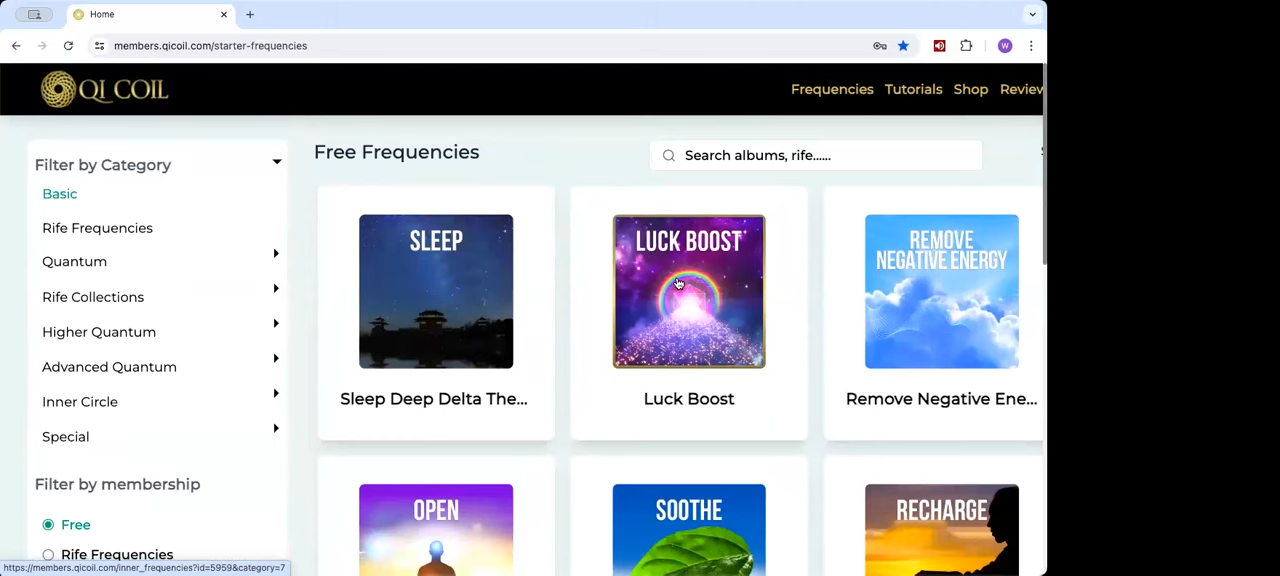 Home
members.qicoil.com/starter-frequencies
W
QI COIL
Frequencies Tutorials Shop Review
Filter by Category
Basic
Rife Frequencies
Quantum
Rife Collections
Higher Quantum
Advanced Quantum
Inner Circle
Special
Filter by membership
Free
Rife Frequencies
Free Frequencies
Search albums, rife......
SLEEP
Sleep Deep Delta The...
LUCK BOOST
Luck Boost
REMOVE
NEGATIVE ENERGY
Remove Negative Ene...
OPEN
SOOTHE
RECHARGE
https://members.qicoil.com/inner_frequencies?id=5959&category=7